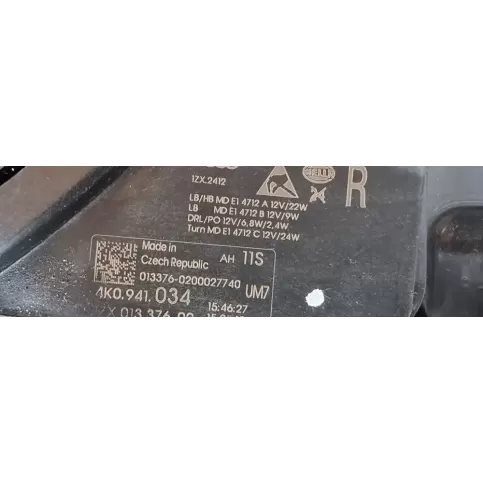 1ZX.2412
HELLA
R
LB/HB MD E1 4712 A 12V/22W
LB MD E1 4712 B 12V/9W
DRL/PO 12V/6,8W/2,4W
Turn MD E1 4712 C 12V/24W
Made in
Czech Republic AH 11S
013376-0200027740
4K0.941.034 15:46:27 UM7